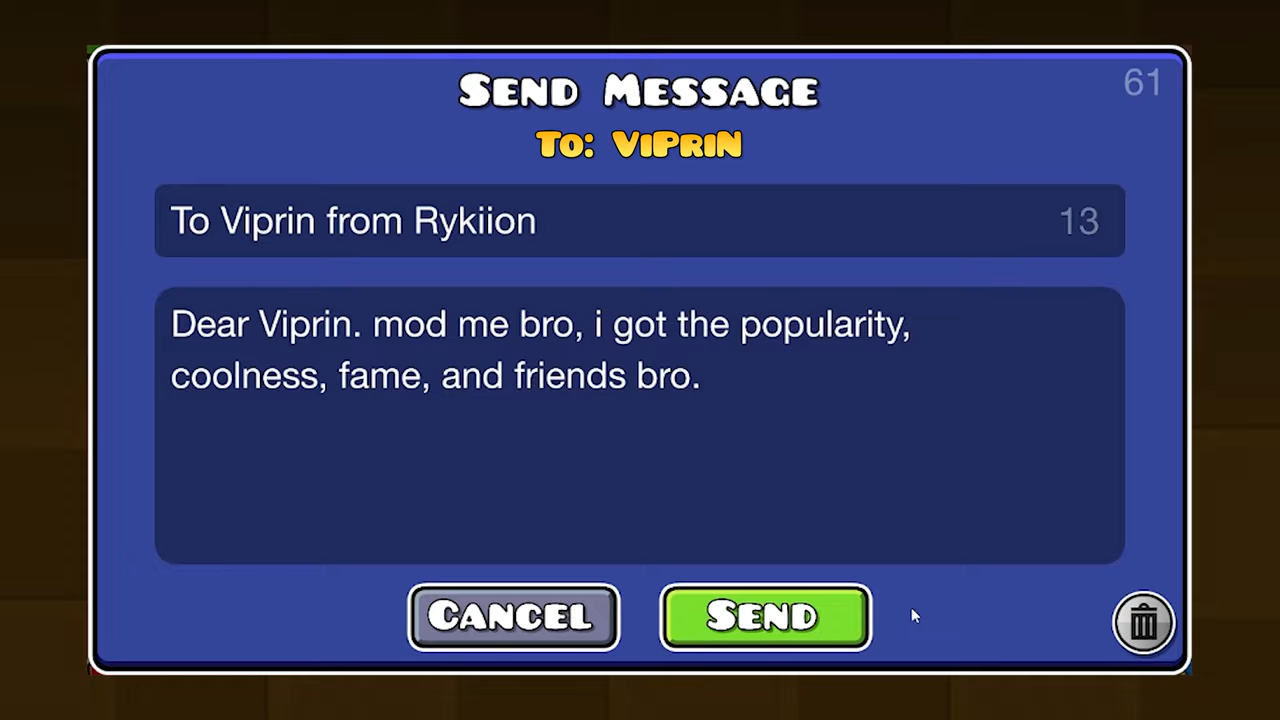 Send Message
61
To: ViPRiN
To Viprin from Rykiion
13
Dear Viprin. mod me bro, i got the popularity,
coolness, fame, and friends bro.
Cancel
Send